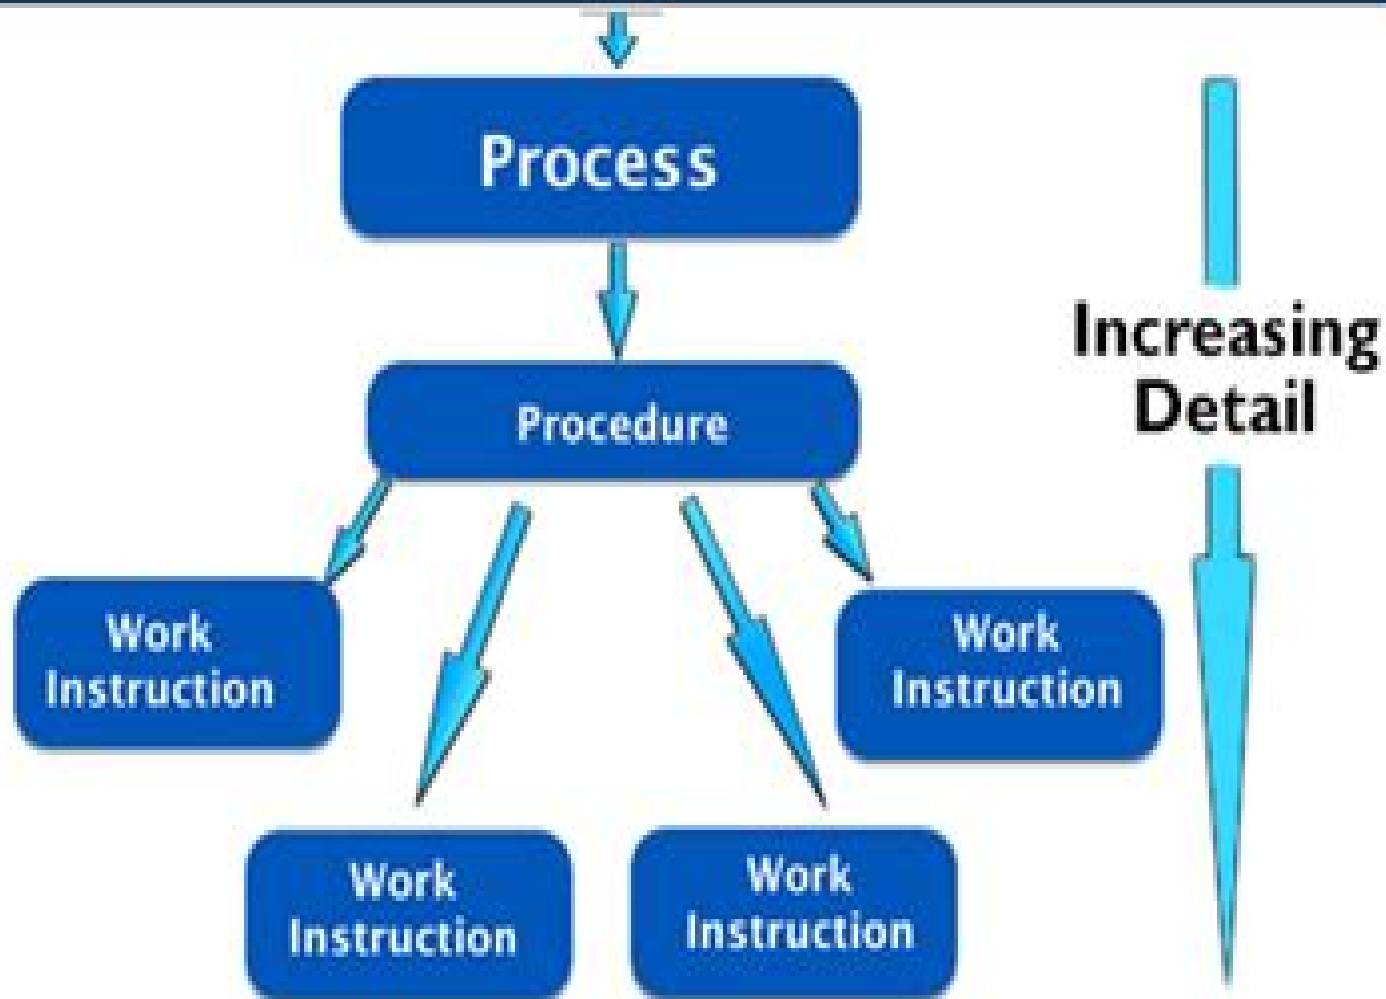 Process
Increasing
Detail
Procedure
Work
Instruction
Work
Instruction
Work
Instruction
Work
Instruction